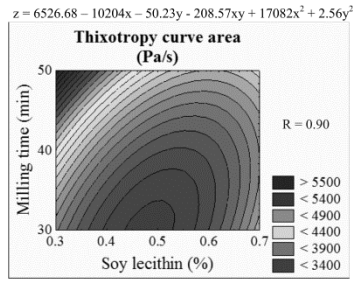 z = 6526.68 – 10204x – 50.23y - 208.57xy + 17082x² + 2.56y²
Thixotropy curve area
(Pa/s)
50
40
30
Milling time (min)
0.3 0.4 0.5 0.6 0.7
Soy lecithin (%)
R = 0.90
> 5500
< 5400
< 4900
< 4400
< 3900
< 3400